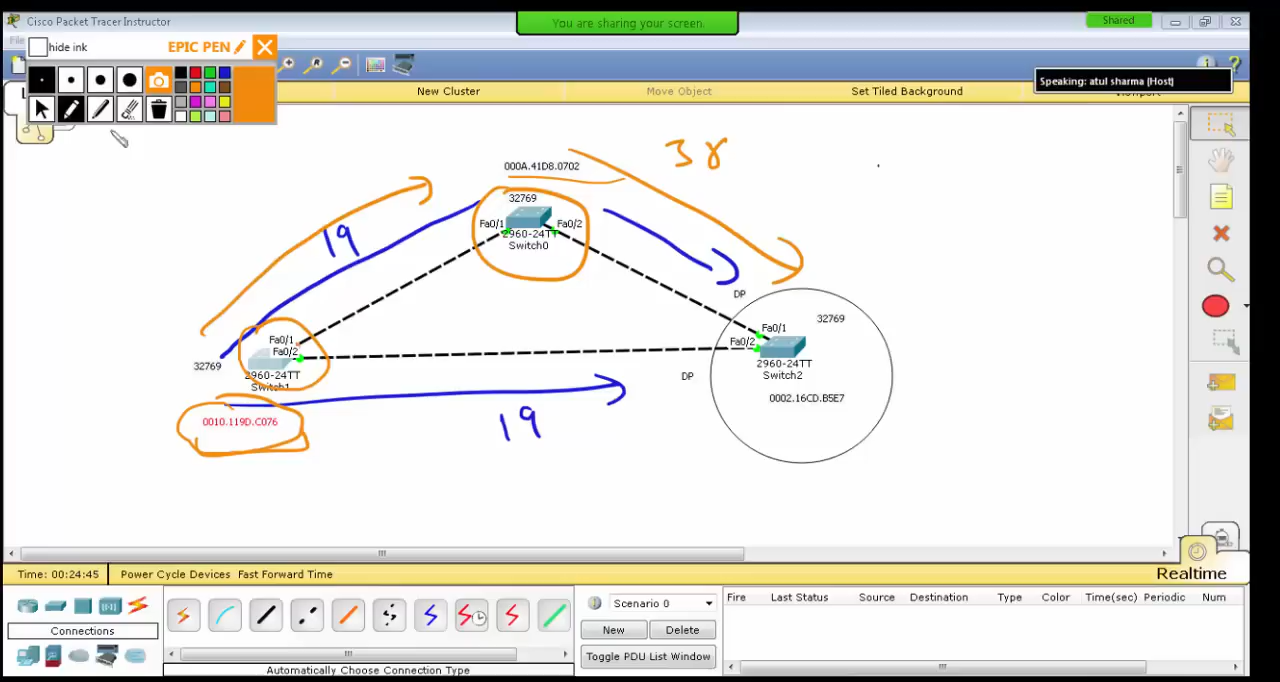 Cisco Packet Tracer Instructor
You are sharing your screen.
Shared
hide ink
EPIC PEN
Speaking: atul sharma (Host)
New Cluster
Move Object
Set Tiled Background
000A.41D8.0702
38
32769
Fa0/1
Fa0/2
2960-24TT
Switch0
19
DP
32769
Fa0/1
Fa0/2
2960-24TT
Switch2
DP
0002.16CD.B5E7
Fa0/1
Fa0/2
32769
2960-24TT
Switch1
0010.119D.C076
19
Time: 00:24:45
Power Cycle Devices Fast Forward Time
Realtime
Connections
Automatically Choose Connection Type
Scenario 0
New
Delete
Toggle PDU List Window
Fire
Last Status
Source
Destination
Type
Color
Time(sec)
Periodic
Num